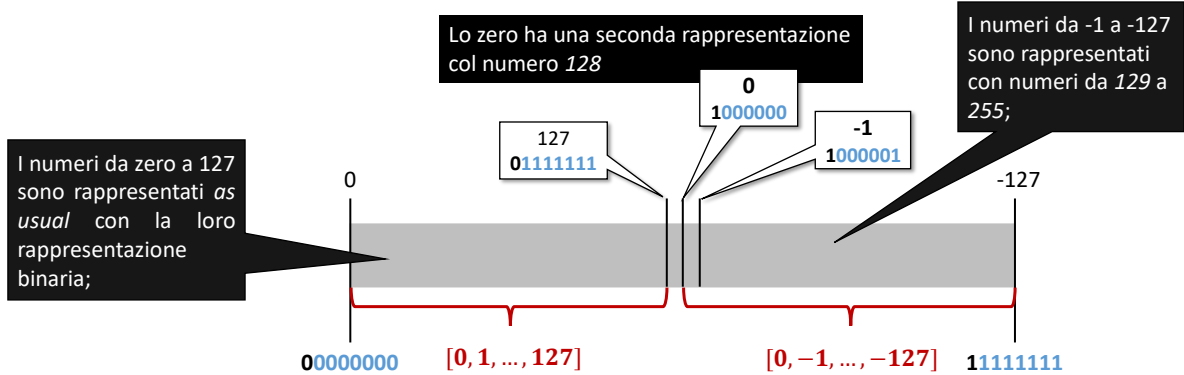 Lo zero ha una seconda rappresentazione
col numero 128
I numeri da -1 a -127
sono rappresentati
con numeri da 129 a
255;
0
1000000
127
01111111
-1
1000001
I numeri da zero a 127
sono rappresentati as
usual con la loro
rappresentazione
binaria;
0
-127
00000000
[0, 1, … , 127]
[0, −1, … , −127]
11111111